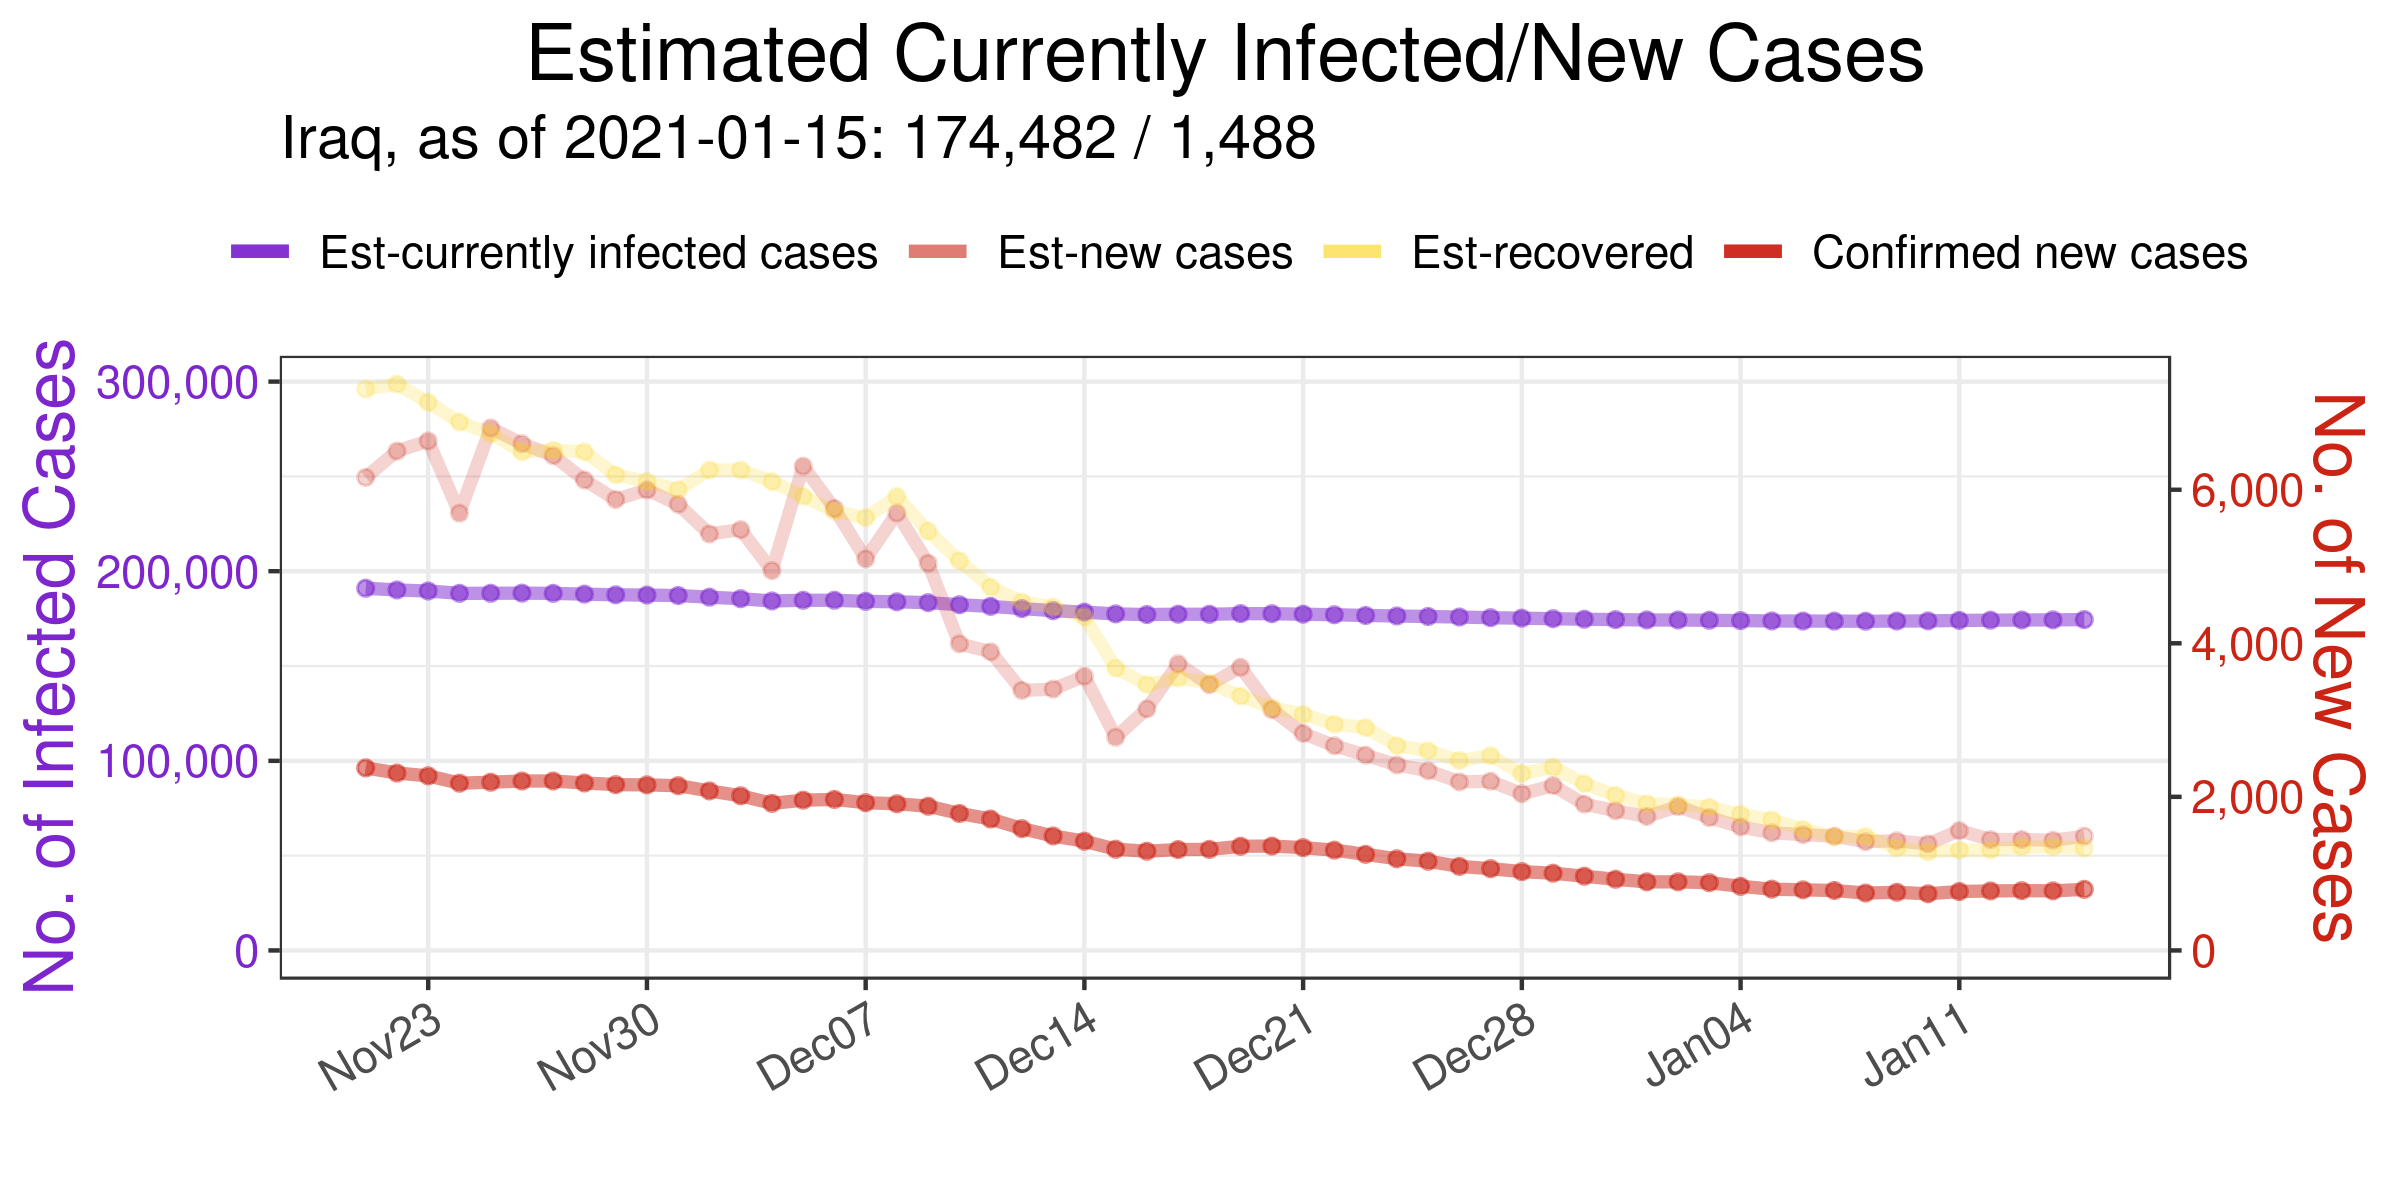 Estimated Currently Infected/New Cases
Iraq, as of 2021-01-15: 174,482 / 1,488
Est-currently infected cases Est-new cases Est-recovered Confirmed new cases
No. of Infected Cases
300,000
200,000
100,000
0
6,000
4,000
2,000
0
No. of New Cases
Nov23 Nov30 Dec07 Dec14 Dec21 Dec28 Jan04 Jan11